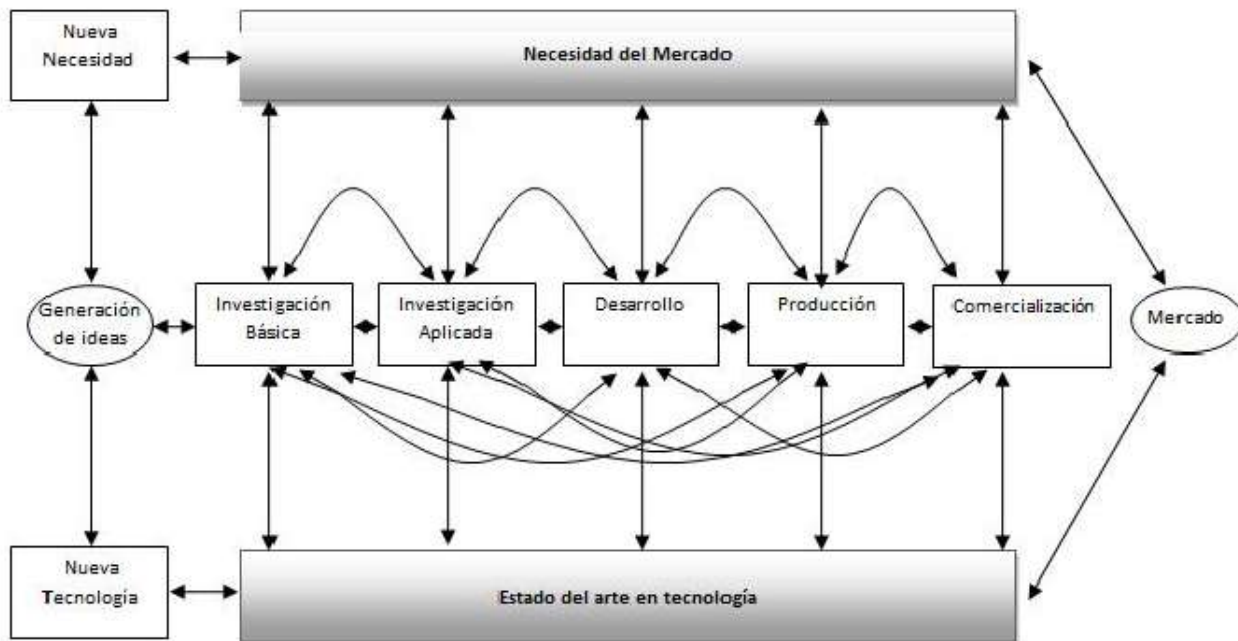 Nueva
Necesidad
Necesidad del Mercado
Generación
de ideas
Investigación
Básica
Investigación
Aplicada
Desarrollo
Producción
Comercialización
Mercado
Nueva
Tecnología
Estado del arte en tecnología